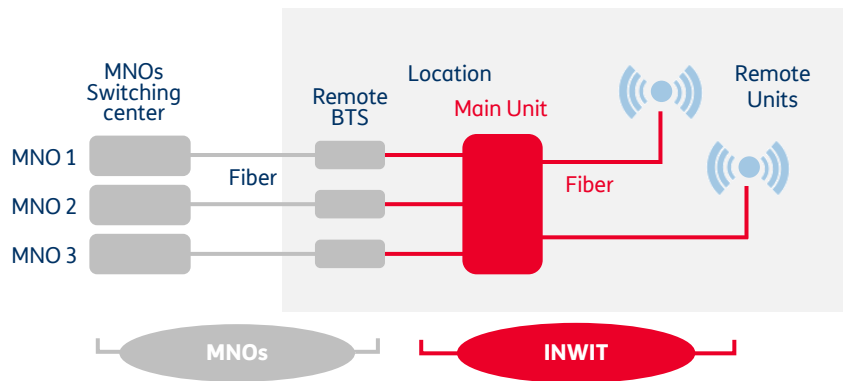 MNOs
Switching
center
Remote
BTS
Location
Main Unit
Remote
Units
MNO 1
MNO 2
MNO 3
Fiber
Fiber
MNOs
INWIT